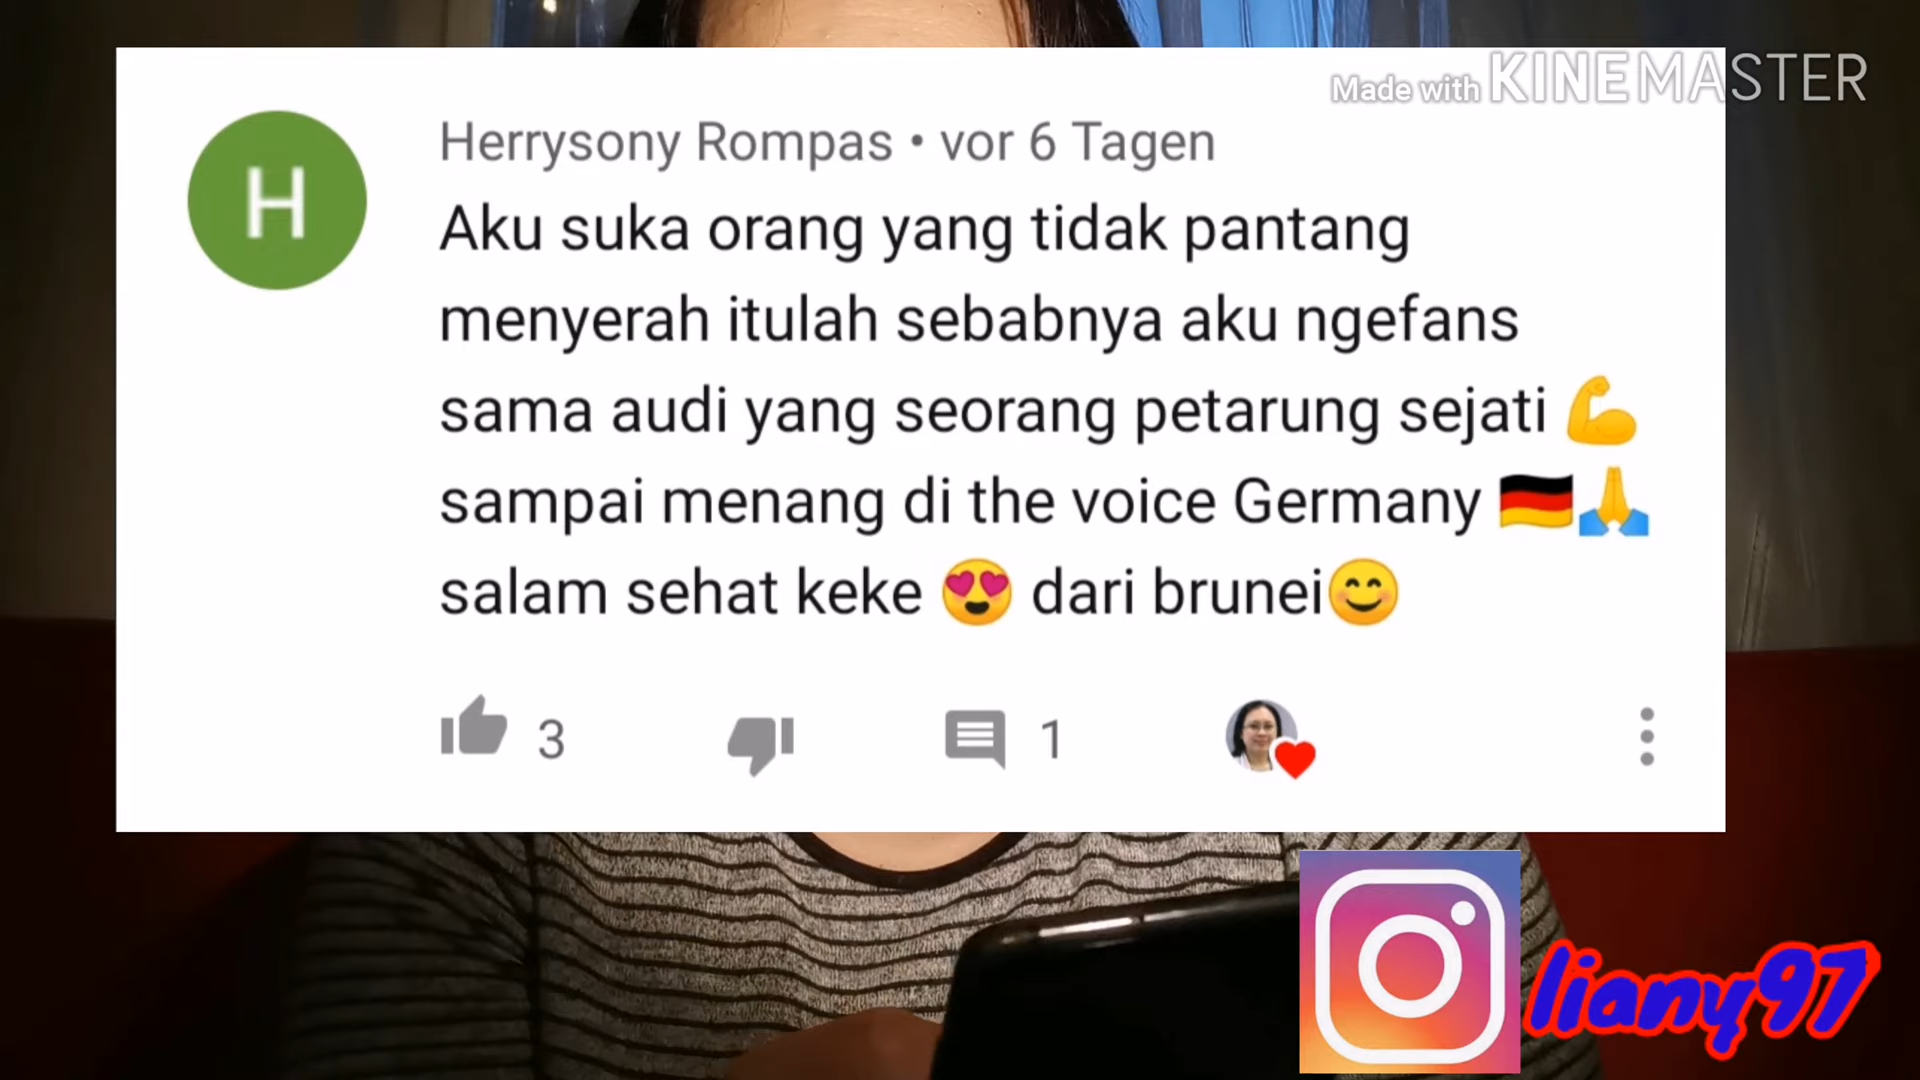 Made with KINEMASTER
H
Herrysony Rompas • vor 6 Tagen
Aku suka orang yang tidak pantang
menyerah itulah sebabnya aku ngefans
sama audi yang seorang petarung sejati 💪
sampai menang di the voice Germany 🇩🇪🙏
salam sehat keke 😍 dari brunei😊
3
1
liany97